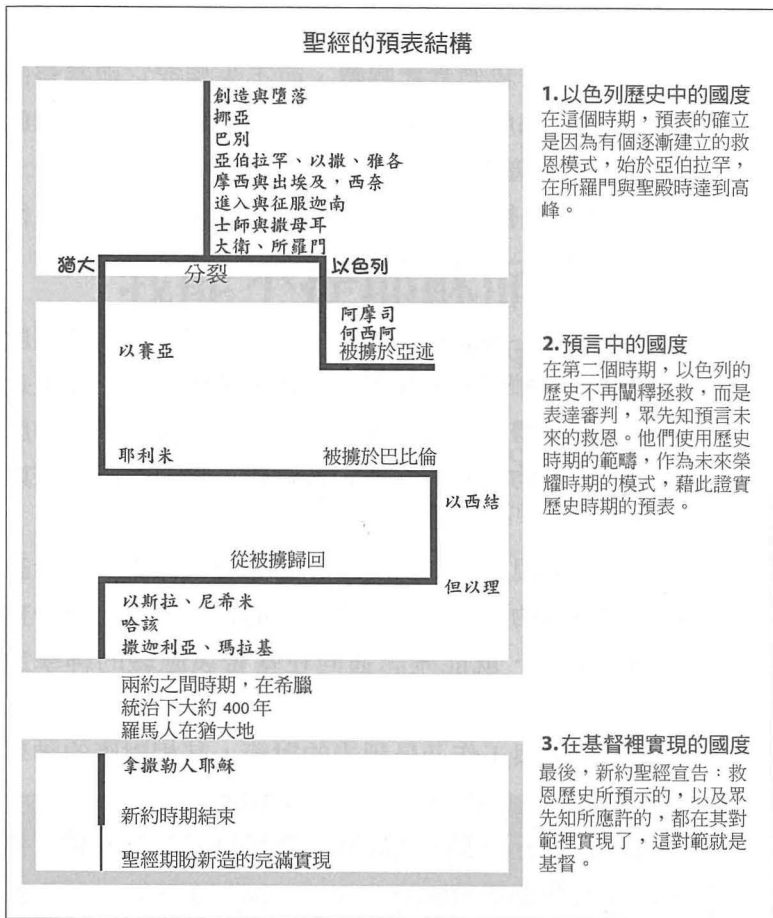 聖經的預表結構
創造與墮落
挪亞
巴別
亞伯拉罕、以撒、雅各
摩西與出埃及，西奈
進入與征服迦南
士師與撒母耳
大衛、所羅門
猶大
分裂
以色列
1.以色列歷史中的國度
在這個時期，預表的確立
是因為有個逐漸建立的救
恩模式，始於亞伯拉罕，
在所羅門與聖殿時達到高
峰。
阿摩司
何西阿
以賽亞
被擄於亞述
耶利米
被擄於巴比倫
以西結
從被擄歸回
但以理
以斯拉、尼希米
哈該
撒迦利亞、瑪拉基
2.預言中的國度
在第二個時期，以色列的
歷史不再闡釋拯救，而是
表達審判，眾先知預言未
來的救恩。他們使用歷史
時期的範疇，作為未來榮
耀時期的模式，藉此證實
歷史時期的預表。
兩約之間時期，在希臘
統治下大約 400 年
羅馬人在猶大地
拿撒勒人耶穌
新約時期結束
聖經期盼新造的完滿實現
3.在基督裡實現的國度
最後，新約聖經宣告：救
恩歷史所預示的，以及眾
先知所應許的，都在其對
範裡實現了，這對範就是
基督。